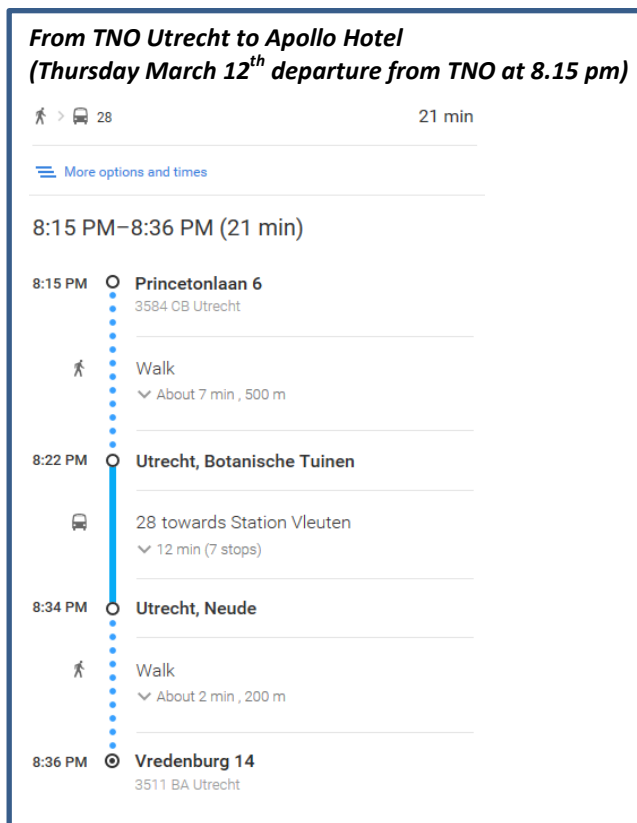 From TNO Utrecht to Apollo Hotel
(Thursday March 12th departure from TNO at 8.15 pm)
28 21 min
More options and times
8:15 PM–8:36 PM (21 min)
8:15 PM Princetonlaan 6
3584 CB Utrecht
Walk
About 7 min , 500 m
8:22 PM Utrecht, Botanische Tuinen
28 towards Station Vleuten
12 min (7 stops)
8:34 PM Utrecht, Neude
Walk
About 2 min , 200 m
8:36 PM Vredenburg 14
3511 BA Utrecht